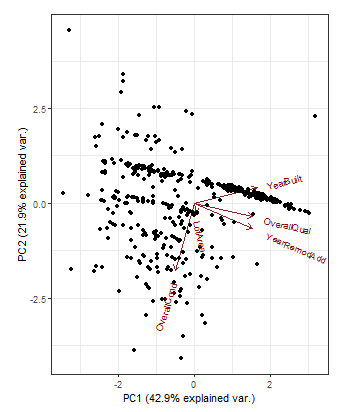 2.5
0.0
-2.5
-2
0
2
PC1 (42.9% explained var.)
PC2 (21.9% explained var.)
YearBuilt
OverallQual
YearRemodAdd
OverallCond